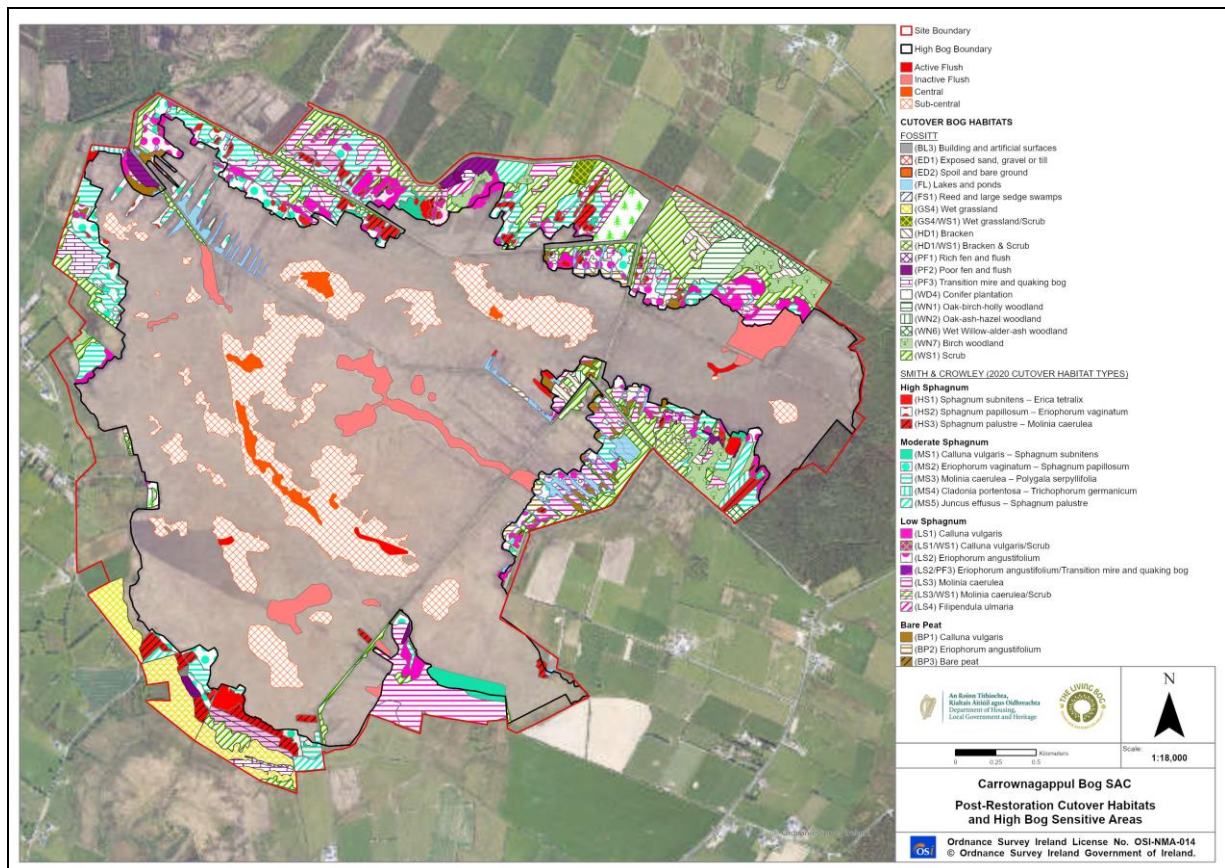 Site Boundary
High Bog Boundary
Active Flush
Inactive Flush
Central
Sub-central
CUTOVER BOG HABITATS
FOSSITT
(BL3) Building and artificial surfaces
(ED1) Exposed sand, gravel or till
(ED2) Spoil and bare ground
(FL) Lakes and ponds
(FS1) Reed and large sedge swamps
(GS4) Wet grassland
(GS4/WS1) Wet grassland/Scrub
(HD1) Bracken
(HD1/WS1) Bracken & Scrub
(PF1) Rich fen and flush
(PF2) Poor fen and flush
(PF3) Transition mire and quaking bog
(WD4) Conifer plantation
(WN1) Oak-birch-holly woodland
(WN2) Oak-ash-hazel woodland
(WN6) Wet Willow-alder-ash woodland
(WN7) Birch woodland
(WS1) Scrub
SMITH & CROWLEY (2020 CUTOVER HABITAT TYPES)
High Sphagnum
(HS1) Sphagnum subnitens – Erica tetralix
(HS2) Sphagnum papillosum – Eriophorum vaginatum
(HS3) Sphagnum palustre – Molinia caerulea
Moderate Sphagnum
(MS1) Calluna vulgaris – Sphagnum subnitens
(MS2) Eriophorum vaginatum – Sphagnum papillosum
(MS3) Molinia caerulea – Polygala serpyllifolia
(MS4) Cladonia portentosa – Trichophorum germanicum
(MS5) Juncus effusus – Sphagnum palustre
Low Sphagnum
(LS1) Calluna vulgaris
(LS1/WS1) Calluna vulgaris/Scrub
(LS2) Eriophorum angustifolium
(LS2/PF3) Eriophorum angustifolium/Transition mire and quaking bog
(LS3) Molinia caerulea
(LS3/WS1) Molinia caerulea/Scrub
(LS4) Filipendula ulmaria
Bare Peat
(BP1) Calluna vulgaris
(BP2) Eriophorum angustifolium
(BP3) Bare peat
An Roinn Tithíochta,
Rialtais Áitiúil agus Oidhreachta
Department of Housing,
Local Government and Heritage
THE LIVING BOG
N
Kilometers
0 0.25 0.5
Scale:
1:18,000
Carrownagappul Bog SAC
Post-Restoration Cutover Habitats
and High Bog Sensitive Areas
OSi
Ordnance Survey Ireland License No. OSI-NMA-014
© Ordnance Survey Ireland Government of Ireland.